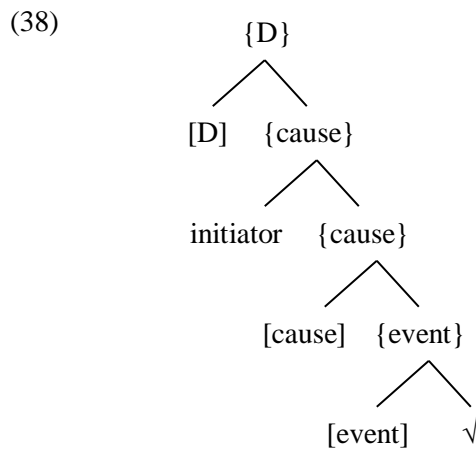 (38) {D}
[D] {cause}
initiator {cause}
[cause] {event}
[event] √